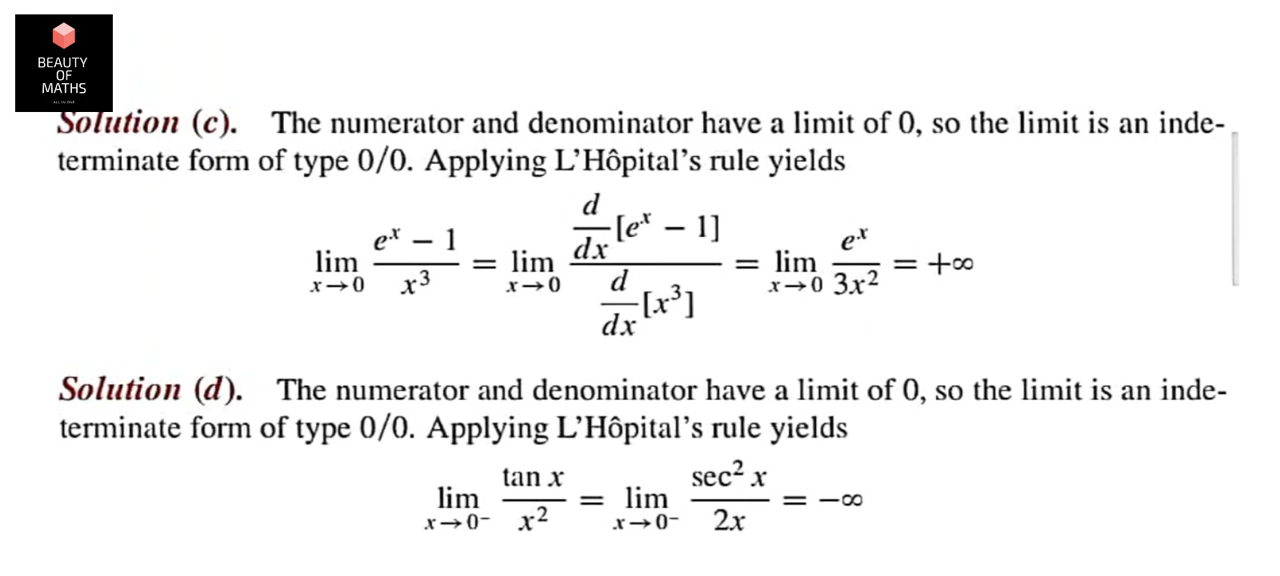 BEAUTY
OF
MATHS
ALL IN ONE
Solution (c). The numerator and denominator have a limit of 0, so the limit is an inde-
terminate form of type 0/0. Applying L’Hôpital’s rule yields
lim_{x→0} (e^x − 1)/(x^3) = lim_{x→0} (d/dx [e^x − 1])/(d/dx [x^3]) = lim_{x→0} e^x/(3x^2) = +∞
Solution (d). The numerator and denominator have a limit of 0, so the limit is an inde-
terminate form of type 0/0. Applying L’Hôpital’s rule yields
lim_{x→0−} (tan x)/(x^2) = lim_{x→0−} (sec^2 x)/(2x) = −∞